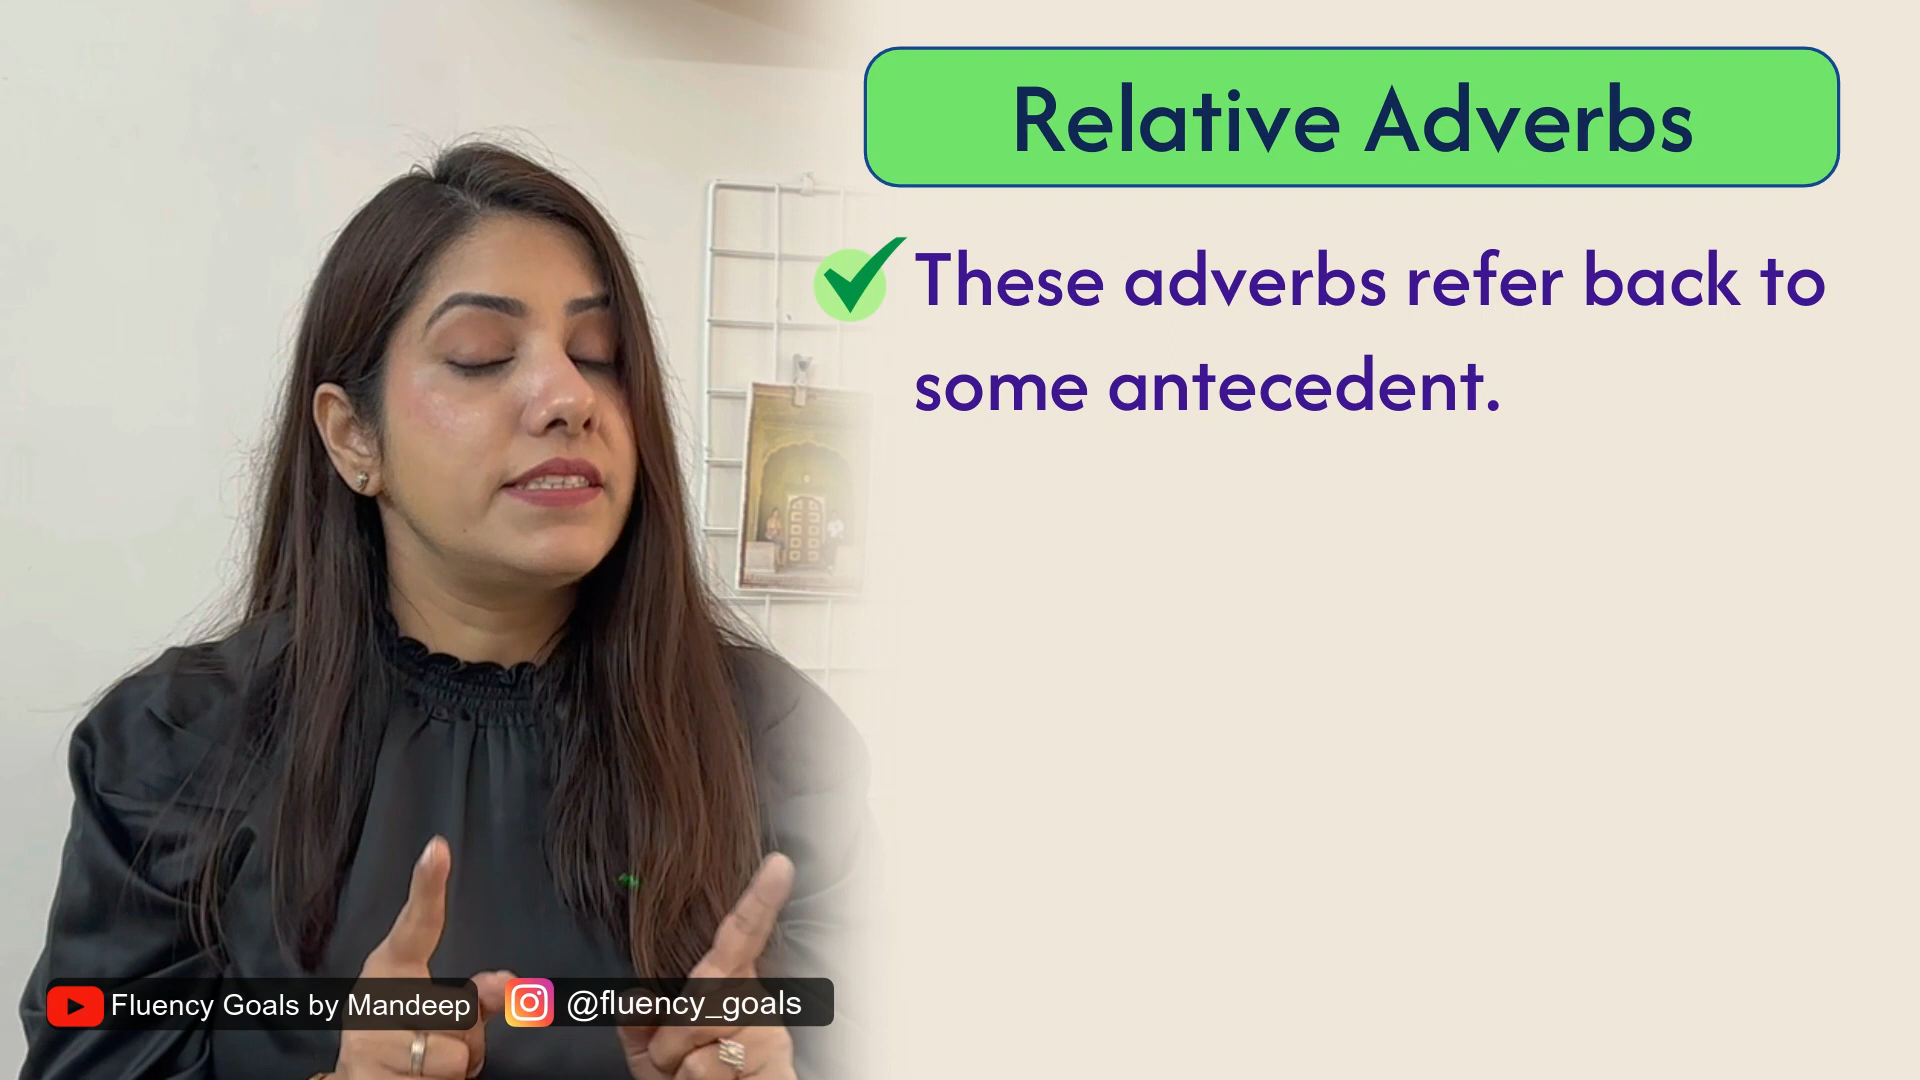 Relative Adverbs
These adverbs refer back to
some antecedent.
Fluency Goals by Mandeep
@fluency_goals